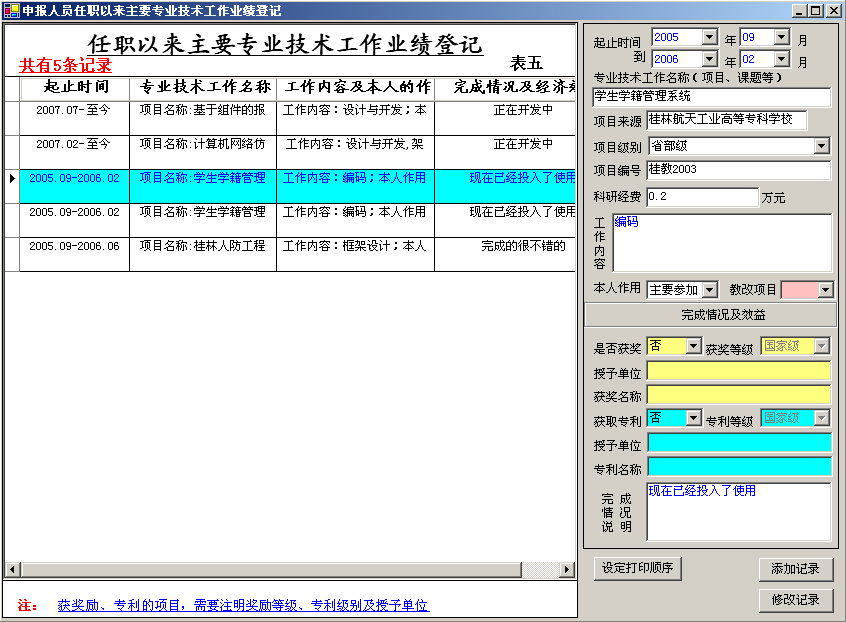 申报人员任职以来主要专业技术工作业绩登记
任职以来主要专业技术工作业绩登记
共有5条记录
表五
起止时间 专业技术工作名称 工作内容及本人的作 完成情况及经济
2007.07-至今 项目名称:基于组件的报 工作内容：设计与开发；本 正在开发中
2007.02-至今 项目名称:计算机网络仿 工作内容：设计与开发,架 正在开发中
2005.09-2006.02 项目名称:学生学籍管理 工作内容：编码；本人作用 现在已经投入了使用
2005.09-2006.02 项目名称:学生学籍管理 工作内容：编码；本人作用 现在已经投入了使用
2005.09-2006.06 项目名称:桂林人防工程 工作内容：框架设计；本人 完成的很不错的
注： 获奖励、专利的项目，需要注明奖励等级、专利级别及授予单位
起止时间 2005 年 09 月
到 2006 年 02 月
专业技术工作名称(项目、课题等)
学生学籍管理系统
项目来源 桂林航天工业高等专科学校
项目级别 省部级
项目编号 桂教2003
科研经费 0.2 万元
工作内容 编码
本人作用 主要参加 教改项目
完成情况及效益
是否获奖 否 获奖等级 国家级
授予单位
获奖名称
获取专利 否 专利等级 国家级
授予单位
专利名称
完成情况说明 现在已经投入了使用
设定打印顺序 添加记录
修改记录